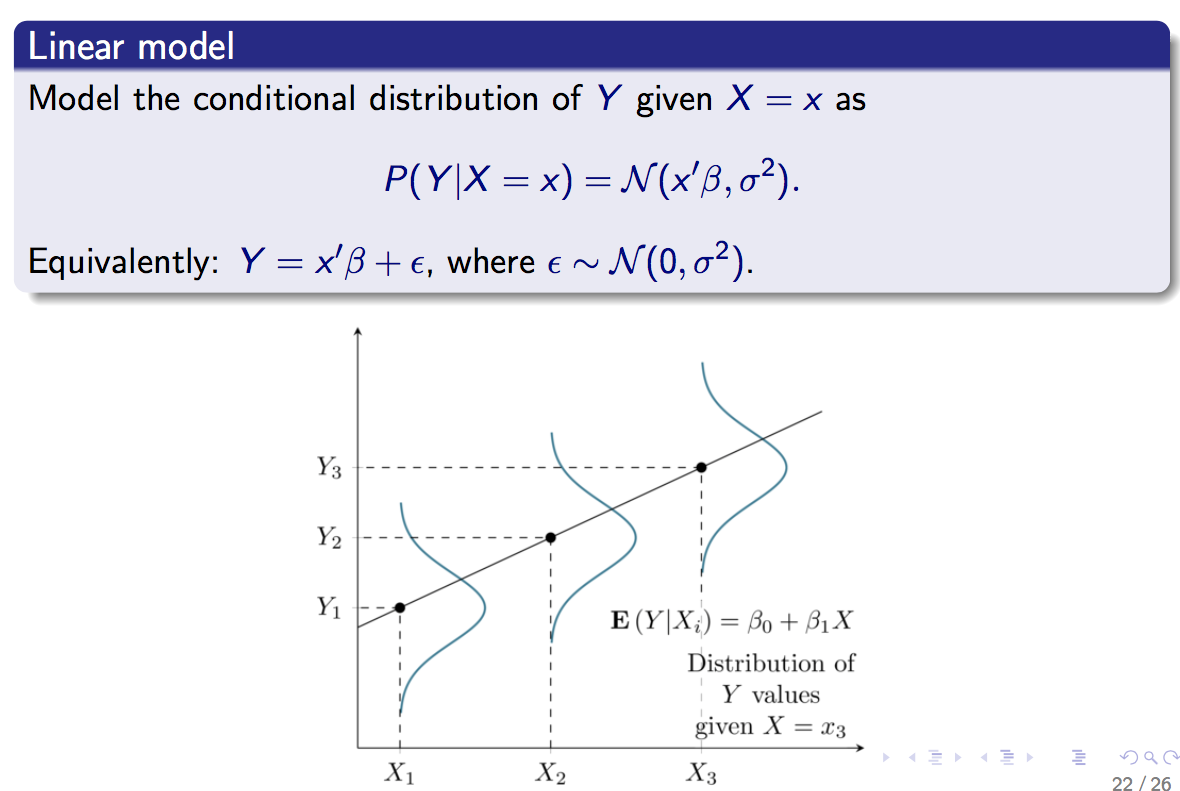 Linear model
Model the conditional distribution of Y given X = x as
P(Y|X = x) = 𝒩(x′β, σ²).
Equivalently: Y = x′β + ϵ, where ϵ ∼ 𝒩(0, σ²).
Y₃
Y₂
Y₁
E (Y|Xᵢ) = β₀ + β₁X
Distribution of
Y values
given X = x₃
X₁ X₂ X₃
22 / 26